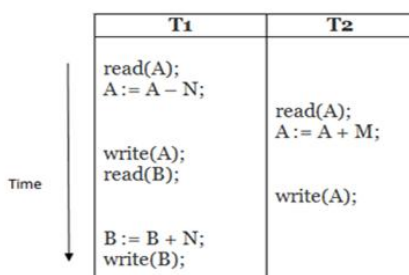 T1 T2
read(A);
A := A – N;
read(A);
A := A + M;
write(A);
read(B);
Time
write(A);
B := B + N;
write(B);